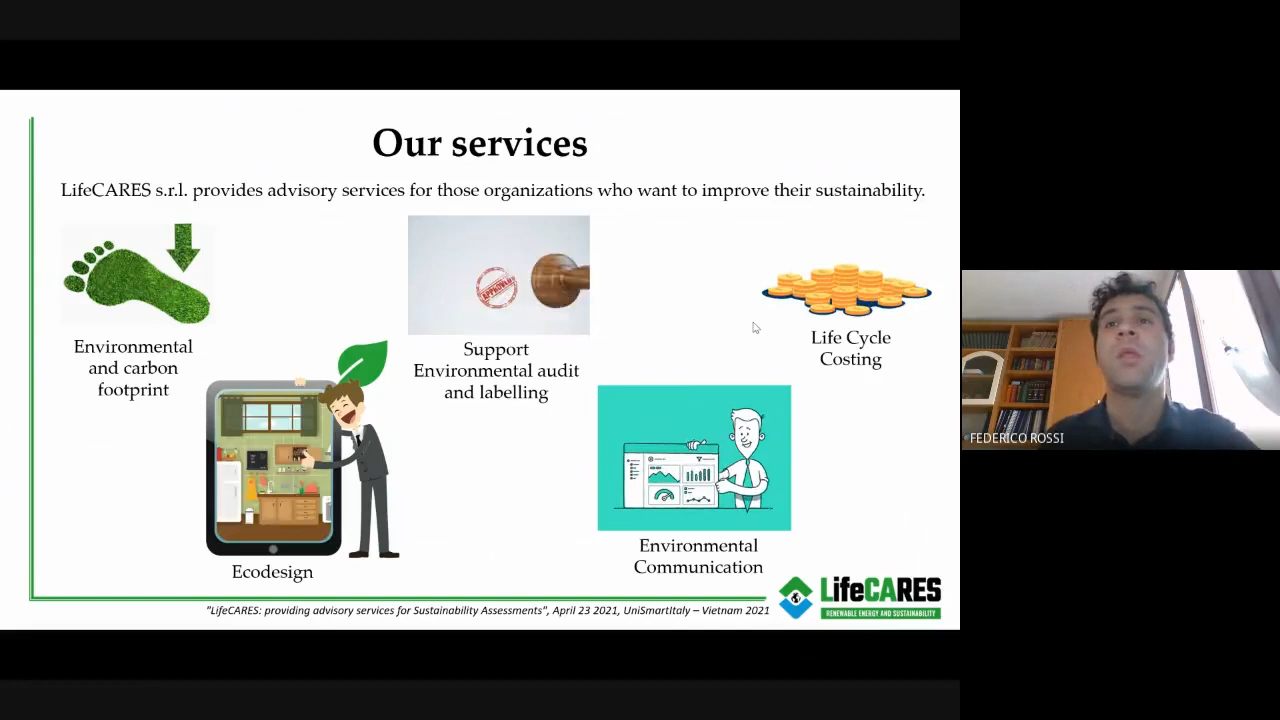 Our services
LifeCARES s.r.l. provides advisory services for those organizations who want to improve their sustainability.
Environmental
and carbon
footprint
APPROVED
Support
Environmental audit
and labelling
Life Cycle
Costing
Ecodesign
Environmental
Communication
"LifeCARES: providing advisory services for Sustainability Assessments", April 23 2021, UniSmartItaly – Vietnam 2021
LifeCARES
RENEWABLE ENERGY AND SUSTAINABILITY
FEDERICO ROSSI